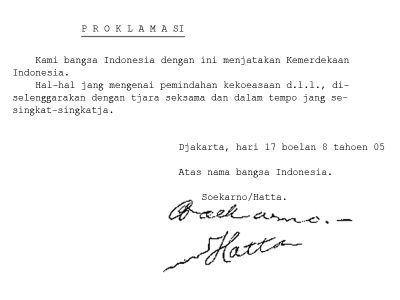 P R O K L A M A SI
Kami bangsa Indonesia dengan ini menjatakan Kemerdekaan
Indonesia.
Hal-hal jang mengenai pemindahan kekoeasaan d.l.l., di-
selenggarakan dengan tjara seksama dan dalam tempo jang se-
singkat-singkatja.
Djakarta, hari 17 boelan 8 tahoen 05
Atas nama bangsa Indonesia.
Soekarno/Hatta.
Soekarno.-
Hatta